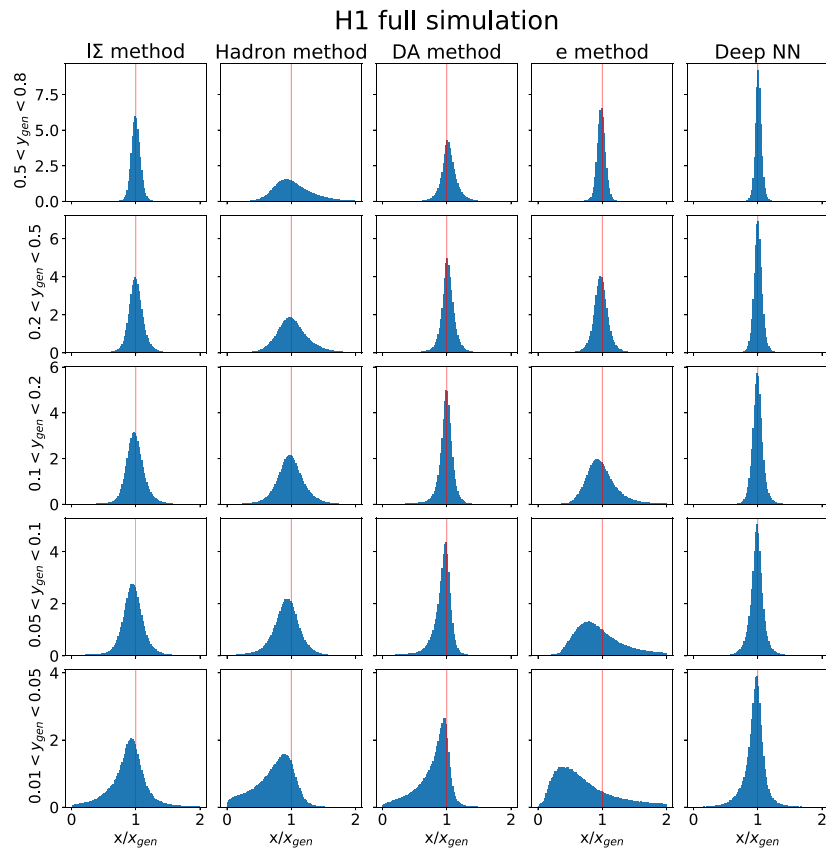 H1 full simulation
IΣ method Hadron method DA method e method Deep NN
0.5 < y_gen < 0.8
7.5
5.0
2.5
0.0
0.2 < y_gen < 0.5
6
4
2
0
0.1 < y_gen < 0.2
6
4
2
0
0.05 < y_gen < 0.1
4
2
0
0.01 < y_gen < 0.05
4
2
0
0 1 2 0 1 2 0 1 2 0 1 2 0 1 2
x/x_gen x/x_gen x/x_gen x/x_gen x/x_gen